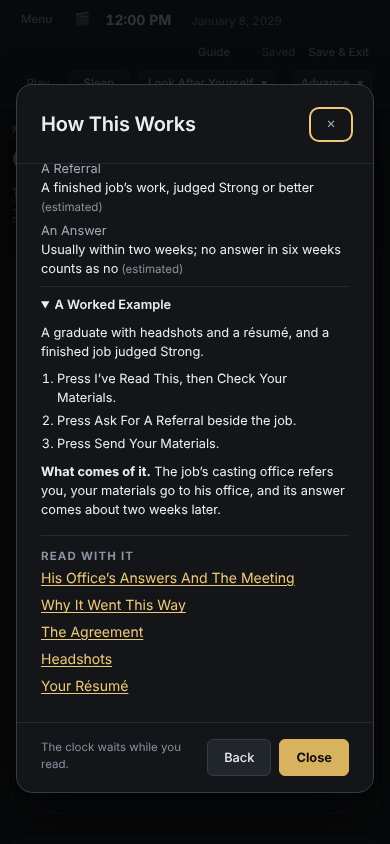 Menu
12:00 PM
January 8, 2029
Guide
Saved
Save & Exit
Play
Sleep
Look After Yourself
Advance
How This Works
×
A Referral
A finished job's work, judged Strong or better
(estimated)
An Answer
Usually within two weeks; no answer in six weeks
counts as no (estimated)
▼ A Worked Example
A graduate with headshots and a résumé, and a
finished job judged Strong.
1. Press I've Read This, then Check Your
Materials.
2. Press Ask For A Referral beside the job.
3. Press Send Your Materials.
What comes of it. The job's casting office refers
you, your materials go to his office, and its answer
comes about two weeks later.
READ WITH IT
His Office's Answers And The Meeting
Why It Went This Way
The Agreement
Headshots
Your Résumé
The clock waits while you
read.
Back
Close